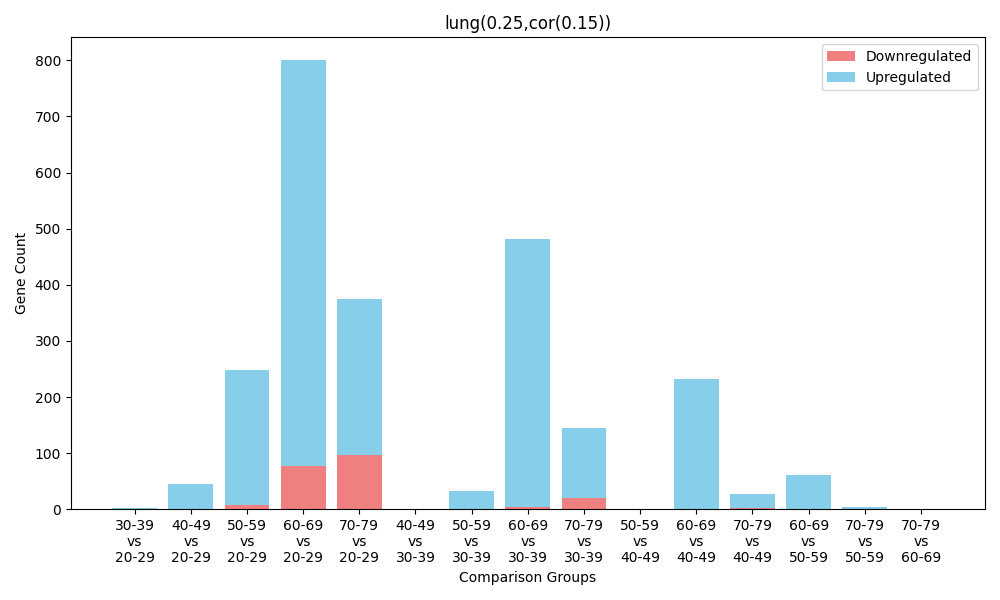 lung(0.25,cor(0.15))
Downregulated
Upregulated
Gene Count
800
700
600
500
400
300
200
100
0
30-39 40-49 50-59 60-69 70-79 40-49 50-59 60-69 70-79 50-59 60-69 70-79 60-69 70-79 70-79
vs vs vs vs vs vs vs vs vs vs vs vs vs vs vs
20-29 20-29 20-29 20-29 20-29 30-39 30-39 30-39 30-39 40-49 40-49 40-49 50-59 50-59 60-69
Comparison Groups